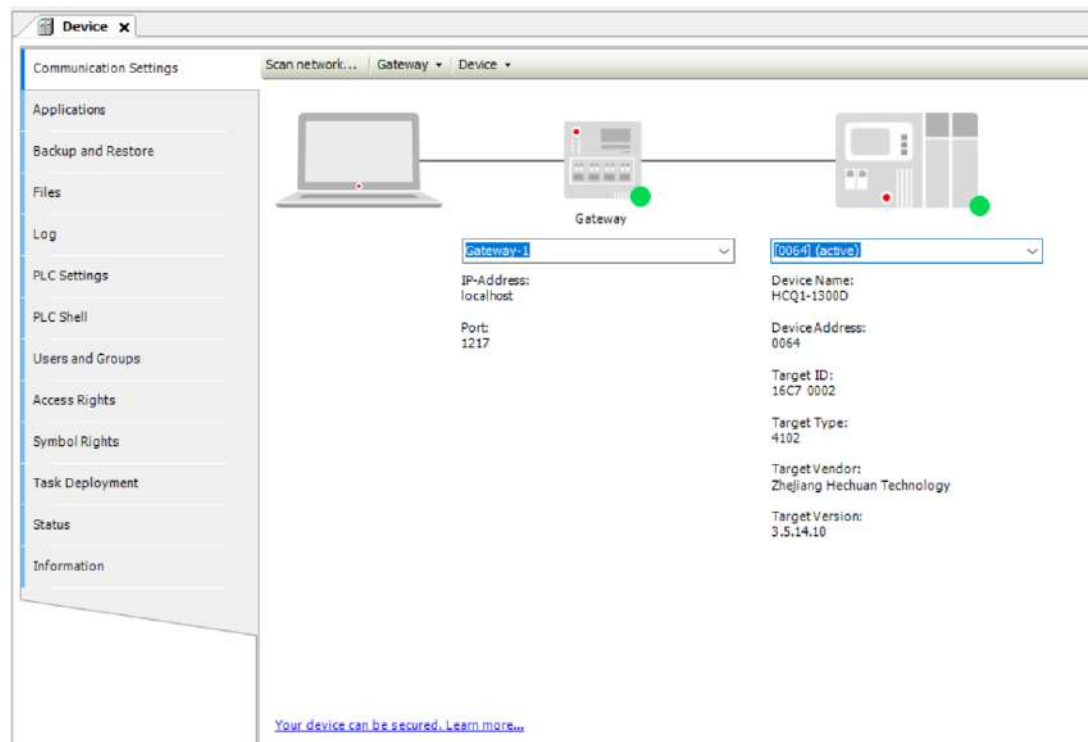 Device
Communication Settings
Applications
Backup and Restore
Files
Log
PLC Settings
PLC Shell
Users and Groups
Access Rights
Symbol Rights
Task Deployment
Status
Information
Scan network... Gateway Device
Gateway
Gateway-1
IP-Address:
localhost
Port:
1217
[0064] (active)
Device Name:
HCQ1-1300D
Device Address:
0064
Target ID:
16C7 0002
Target Type:
4102
Target Vendor:
Zhejiang Hechuan Technology
Target Version:
3.5.14.10
Your device can be secured. Learn more...